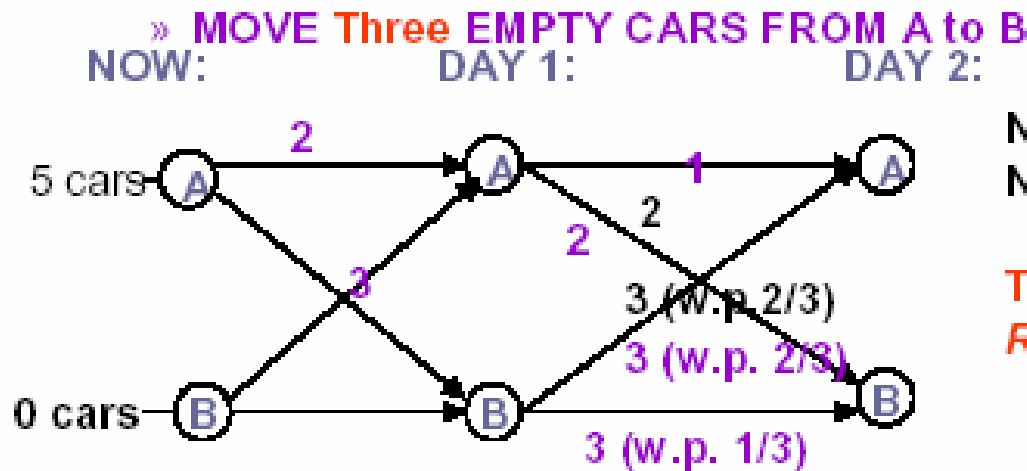 » MOVE Three EMPTY CARS FROM A to B
NOW: DAY 1: DAY 2:
2
5 cars A A 1 A
2
2
3
3 (w.p.2/3)
3 (w.p. 2/3)
0 cars B B B
3 (w.p. 1/3)
N
N
T
R